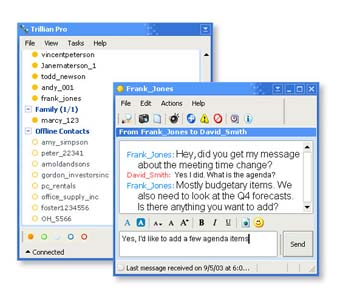 Trillian Pro
File View Tasks Help
vincentpeterson
Janematerson_1
todd_newson
andy_001
frank_jones
Family (1/1)
marcy_123
Offline Contacts
amy_simpson
peter_22341
arnoldandsons
gordon_investorsinc
pc_rentals
office_supply_inc
foster1234556
OH_5566
Connected
Frank_Jones
File Edit Actions Help
From Frank_Jones to David_Smith
Frank_Jones: Hey, did you get my message
about the meeting time change?
David_Smith: Yes I did. What is the agenda?
Frank_Jones: Mostly budgetary items. We
also need to look at the Q4 forecasts.
Is there anything you want to add?
A A A A B I U
Yes, I'd like to add a few agenda items
Send
Last message received on 9/5/03 at 6:0...